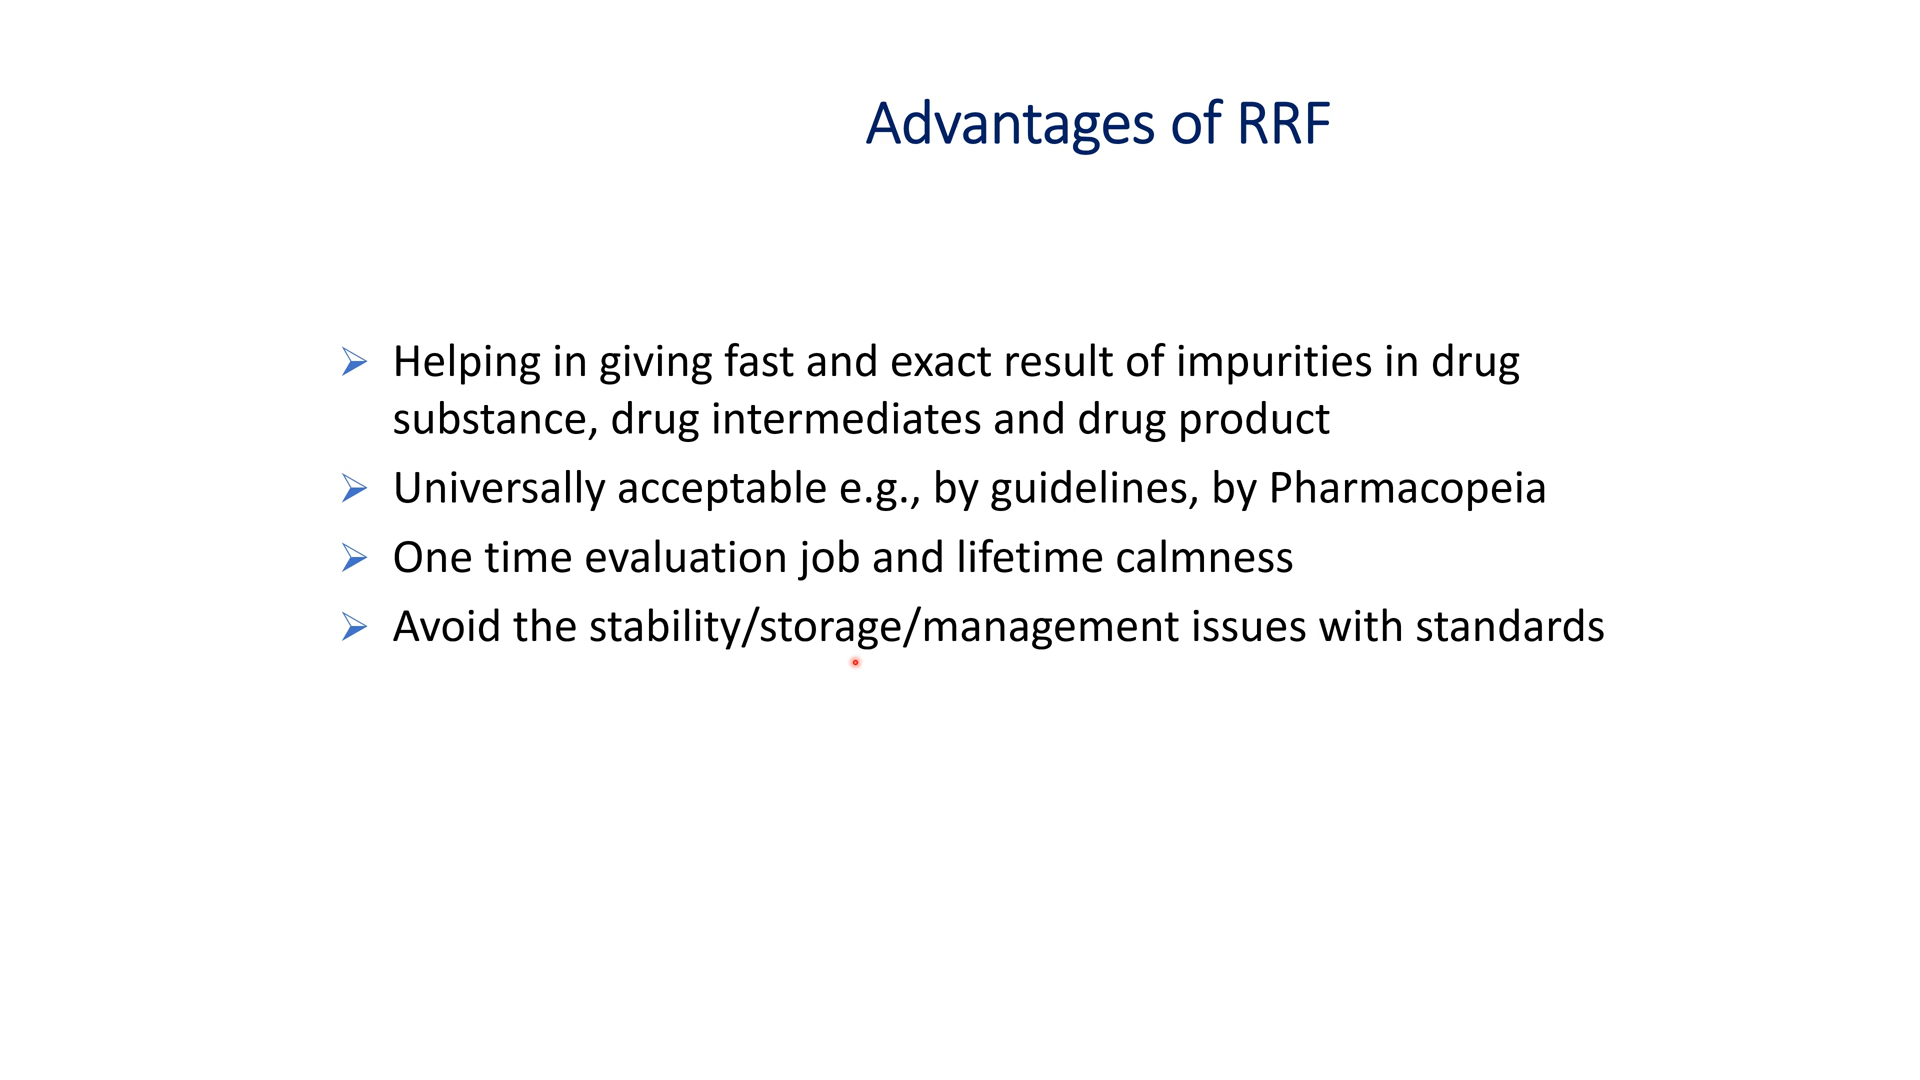 Advantages of RRF
Helping in giving fast and exact result of impurities in drug
substance, drug intermediates and drug product
Universally acceptable e.g., by guidelines, by Pharmacopeia
One time evaluation job and lifetime calmness
Avoid the stability/storage/management issues with standards